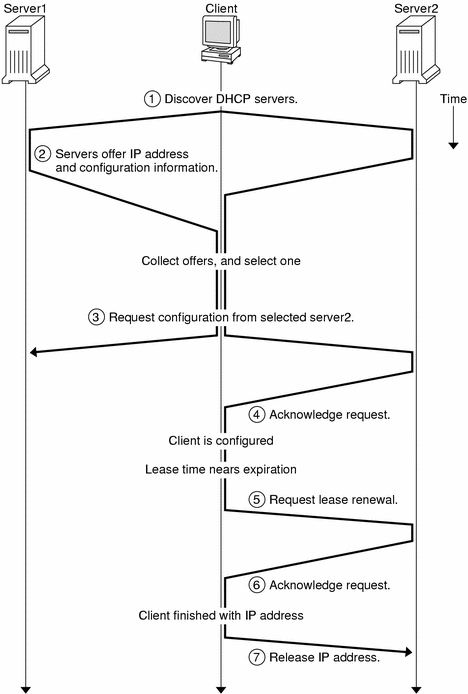 Server1
Client
Server2
① Discover DHCP servers.
Time
② Servers offer IP address
and configuration information.
Collect offers, and select one
③ Request configuration from selected server2.
④ Acknowledge request.
Client is configured
Lease time nears expiration
⑤ Request lease renewal.
⑥ Acknowledge request.
Client finished with IP address
⑦ Release IP address.